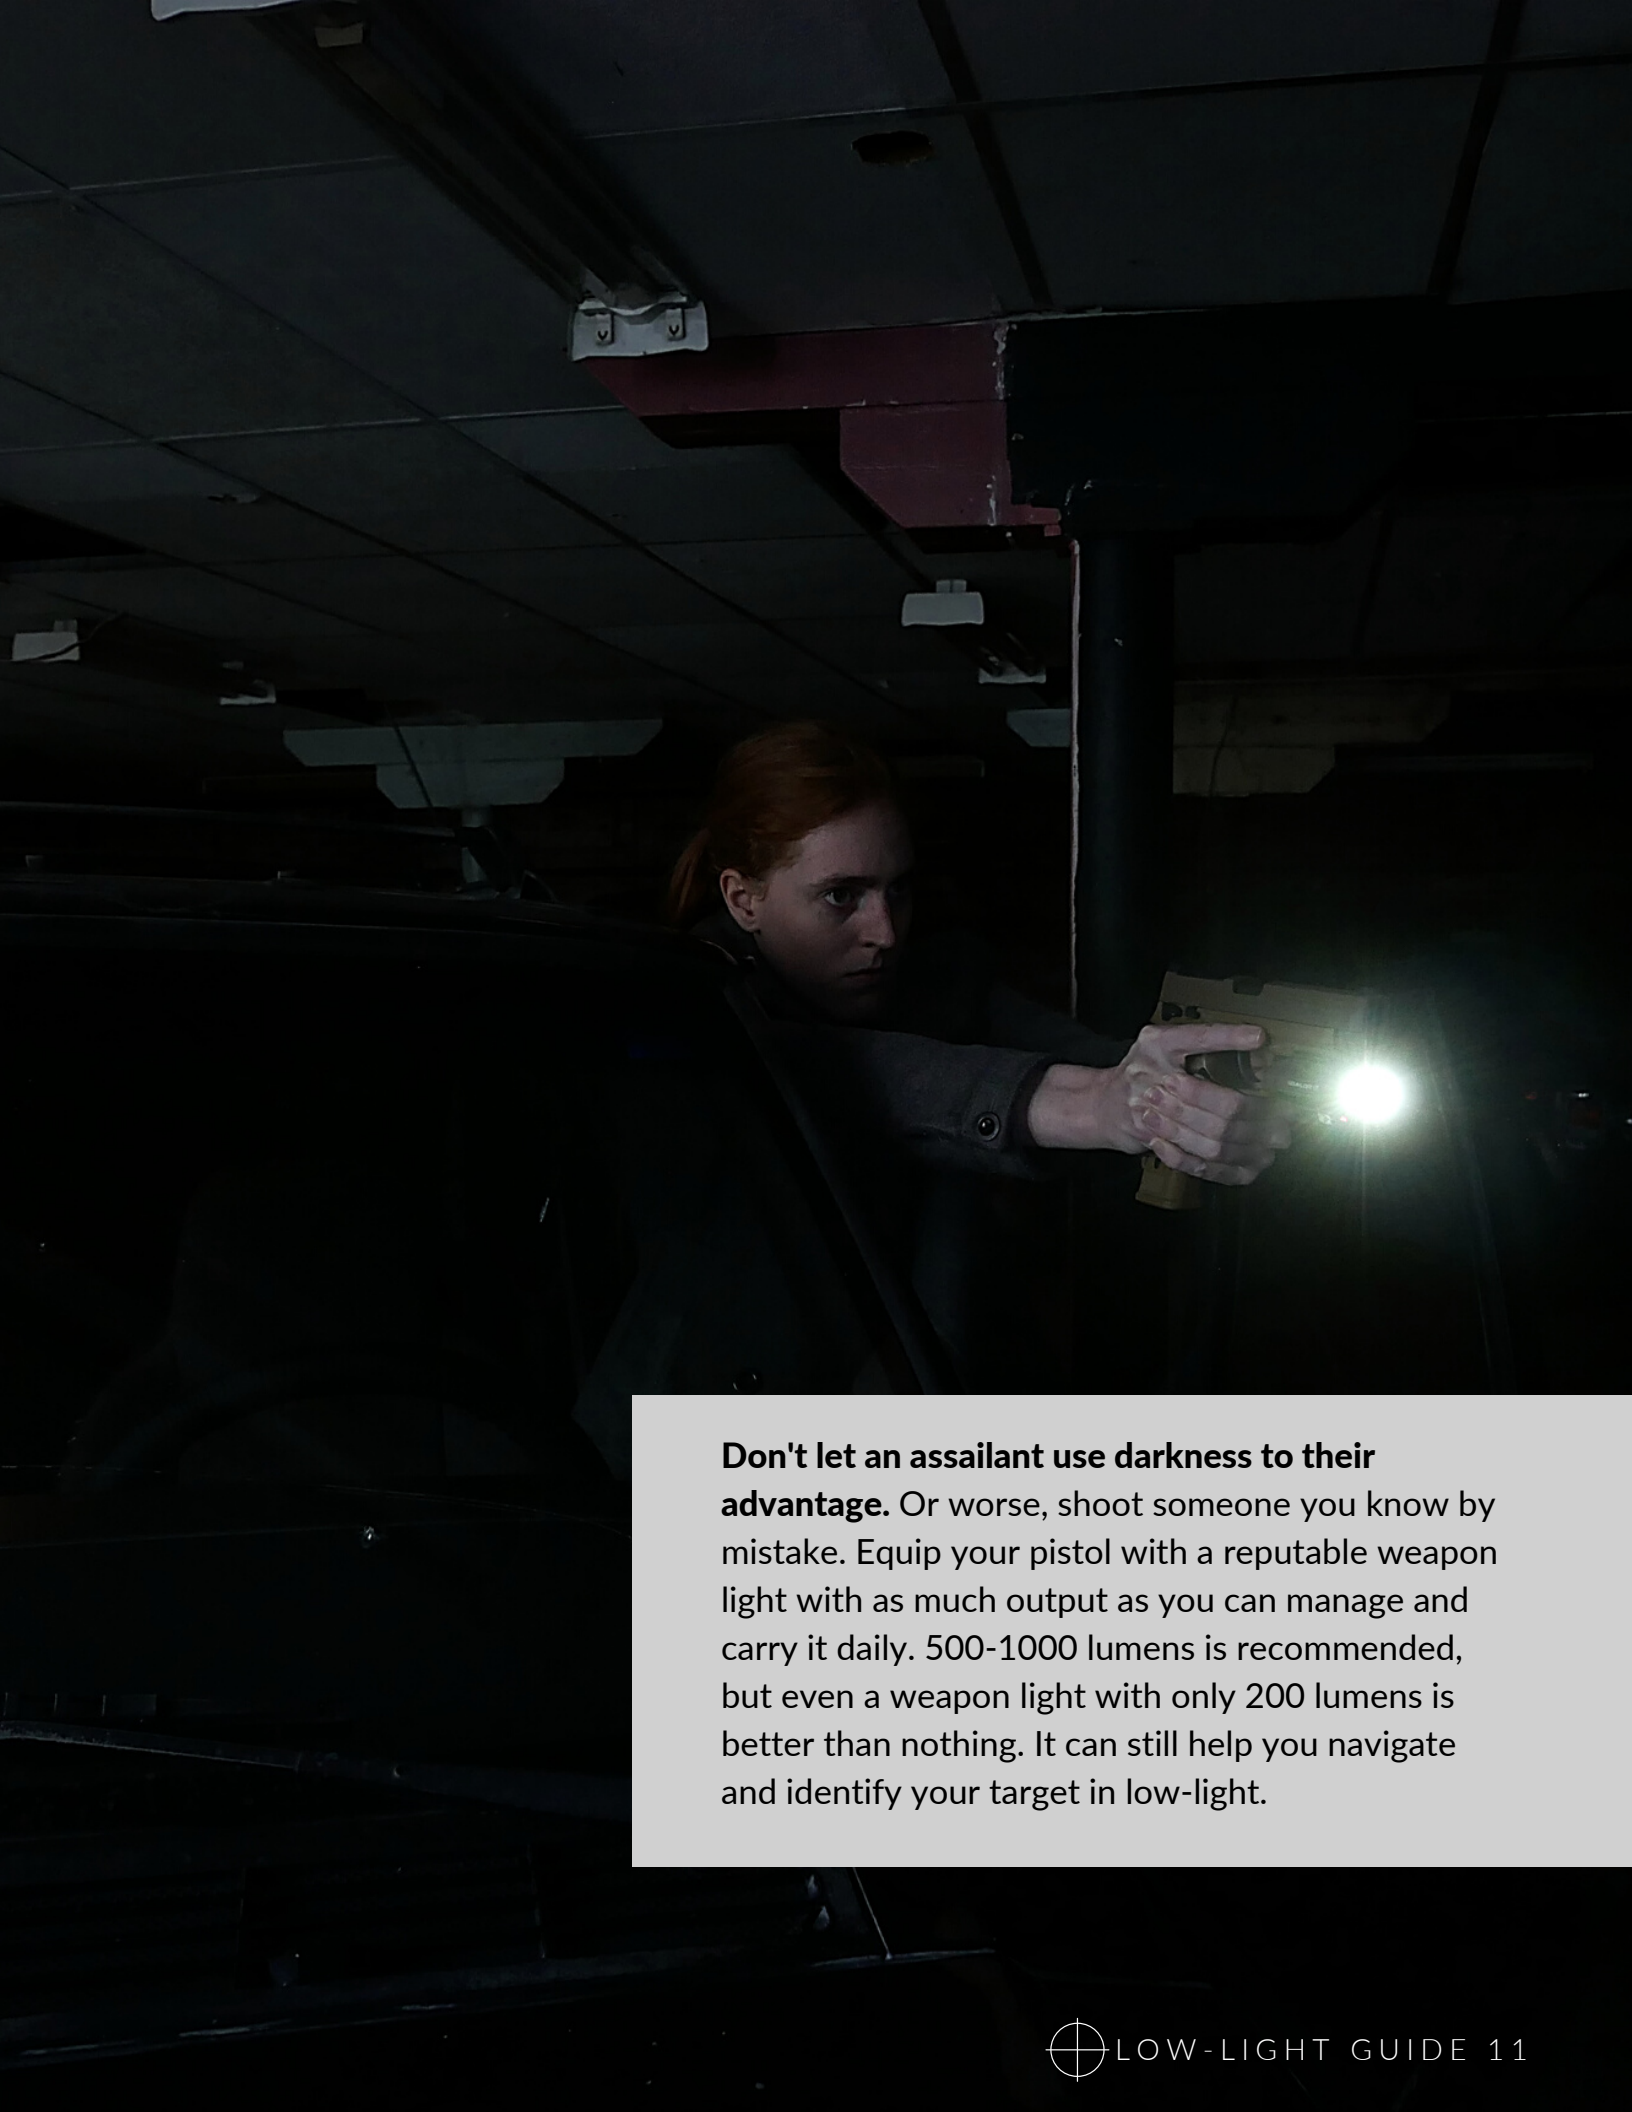 Don't let an assailant use darkness to their
advantage. Or worse, shoot someone you know by
mistake. Equip your pistol with a reputable weapon
light with as much output as you can manage and
carry it daily. 500-1000 lumens is recommended,
but even a weapon light with only 200 lumens is
better than nothing. It can still help you navigate
and identify your target in low-light.
LOW-LIGHT GUIDE 11